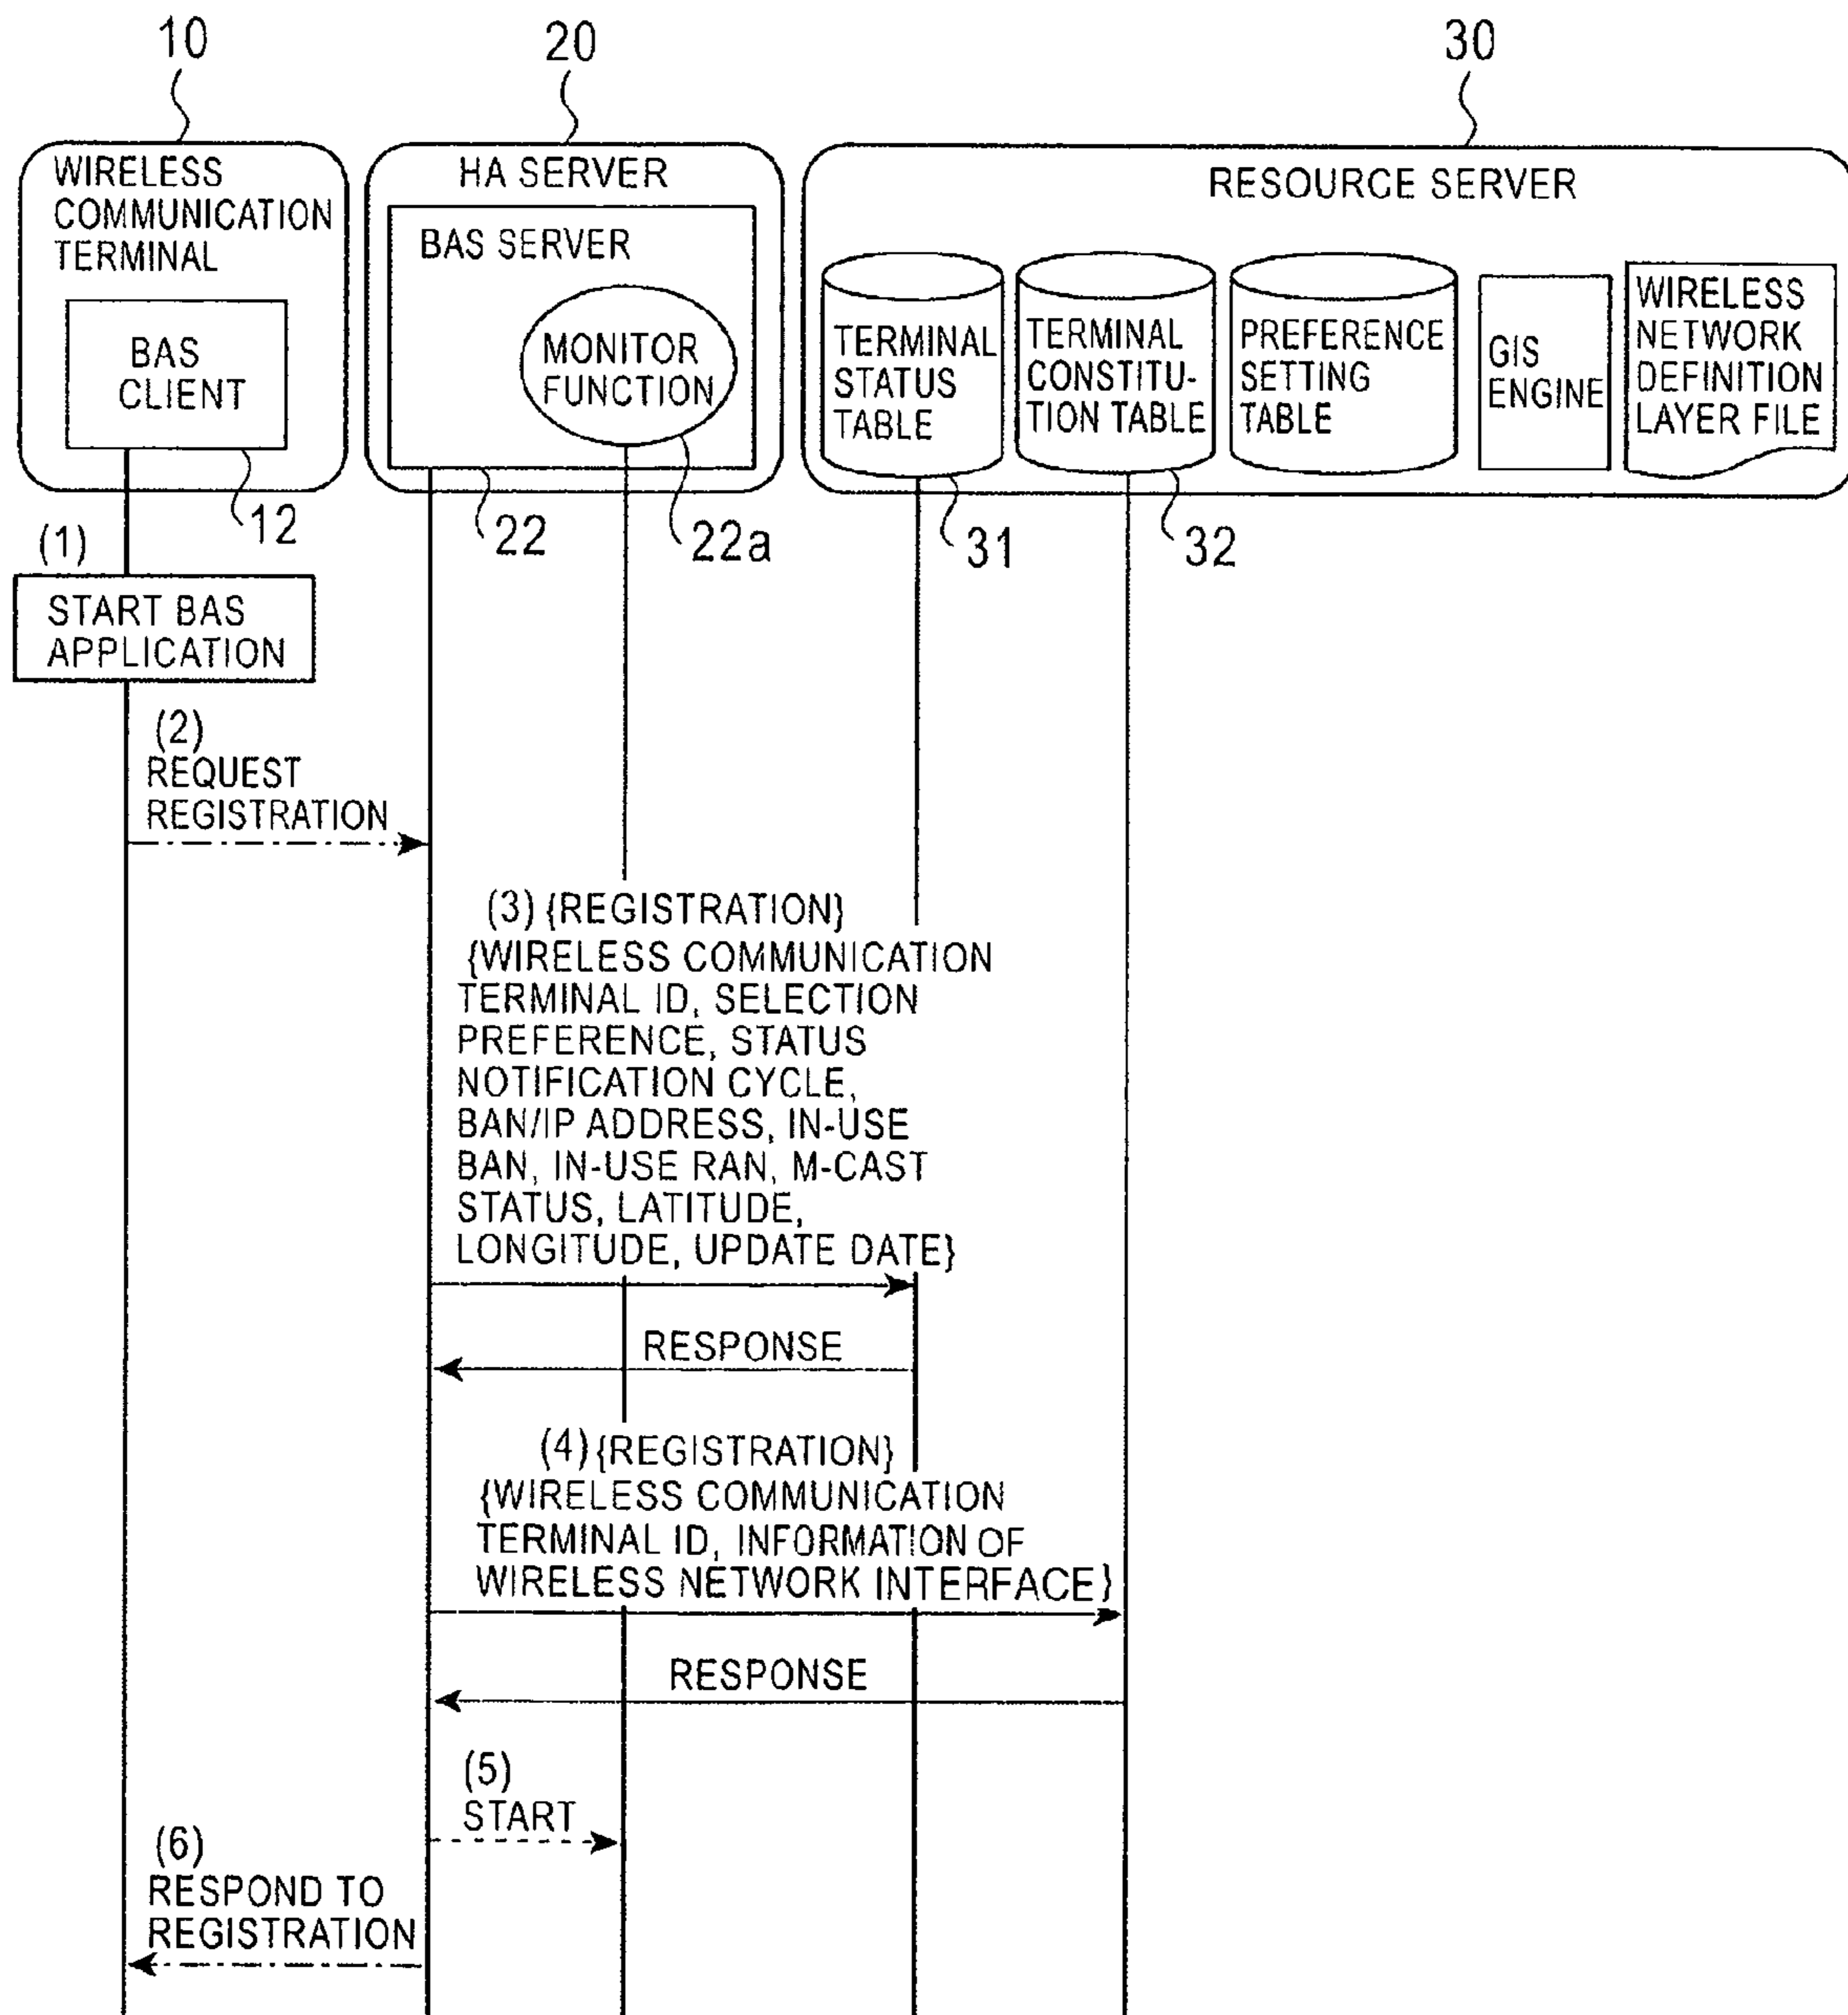 10
20
30
WIRELESS
COMMUNICATION
TERMINAL
BAS
CLIENT
12
HA SERVER
BAS SERVER
MONITOR
FUNCTION
22
22a
RESOURCE SERVER
TERMINAL
STATUS
TABLE
31
TERMINAL
CONSTITU-
TION TABLE
32
PREFERENCE
SETTING
TABLE
GIS
ENGINE
WIRELESS
NETWORK
DEFINITION
LAYER FILE
(1)
START BAS
APPLICATION
(2)
REQUEST
REGISTRATION
(3) {REGISTRATION}
{WIRELESS COMMUNICATION
TERMINAL ID, SELECTION
PREFERENCE, STATUS
NOTIFICATION CYCLE,
BAN/IP ADDRESS, IN-USE
BAN, IN-USE RAN, M-CAST
STATUS, LATITUDE,
LONGITUDE, UPDATE DATE}
RESPONSE
(4) {REGISTRATION}
{WIRELESS COMMUNICATION
TERMINAL ID, INFORMATION OF
WIRELESS NETWORK INTERFACE}
RESPONSE
(5)
START
(6)
RESPOND TO
REGISTRATION